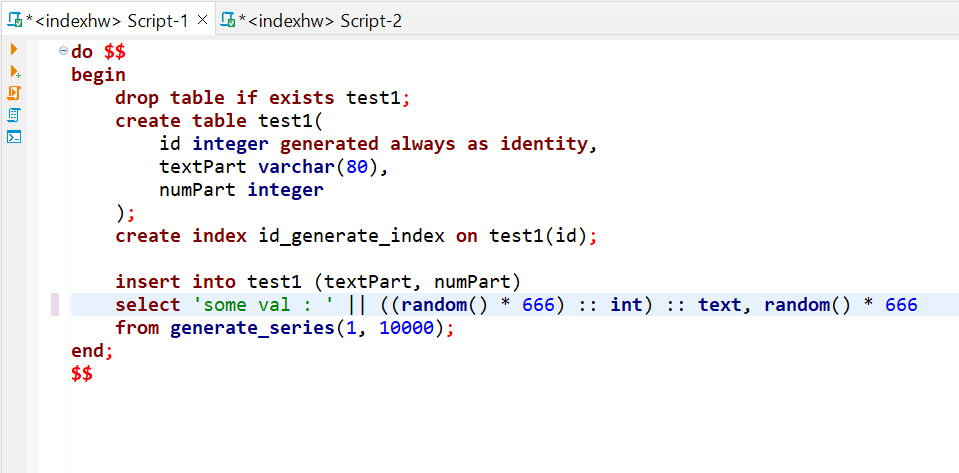 *<indexhw> Script-1 *<indexhw> Script-2
do $$
begin
    drop table if exists test1;
    create table test1(
        id integer generated always as identity,
        textPart varchar(80),
        numPart integer
    );
    create index id_generate_index on test1(id);
    insert into test1 (textPart, numPart)
    select 'some val : ' || ((random() * 666) :: int) :: text, random() * 666
    from generate_series(1, 10000);
end;
$$